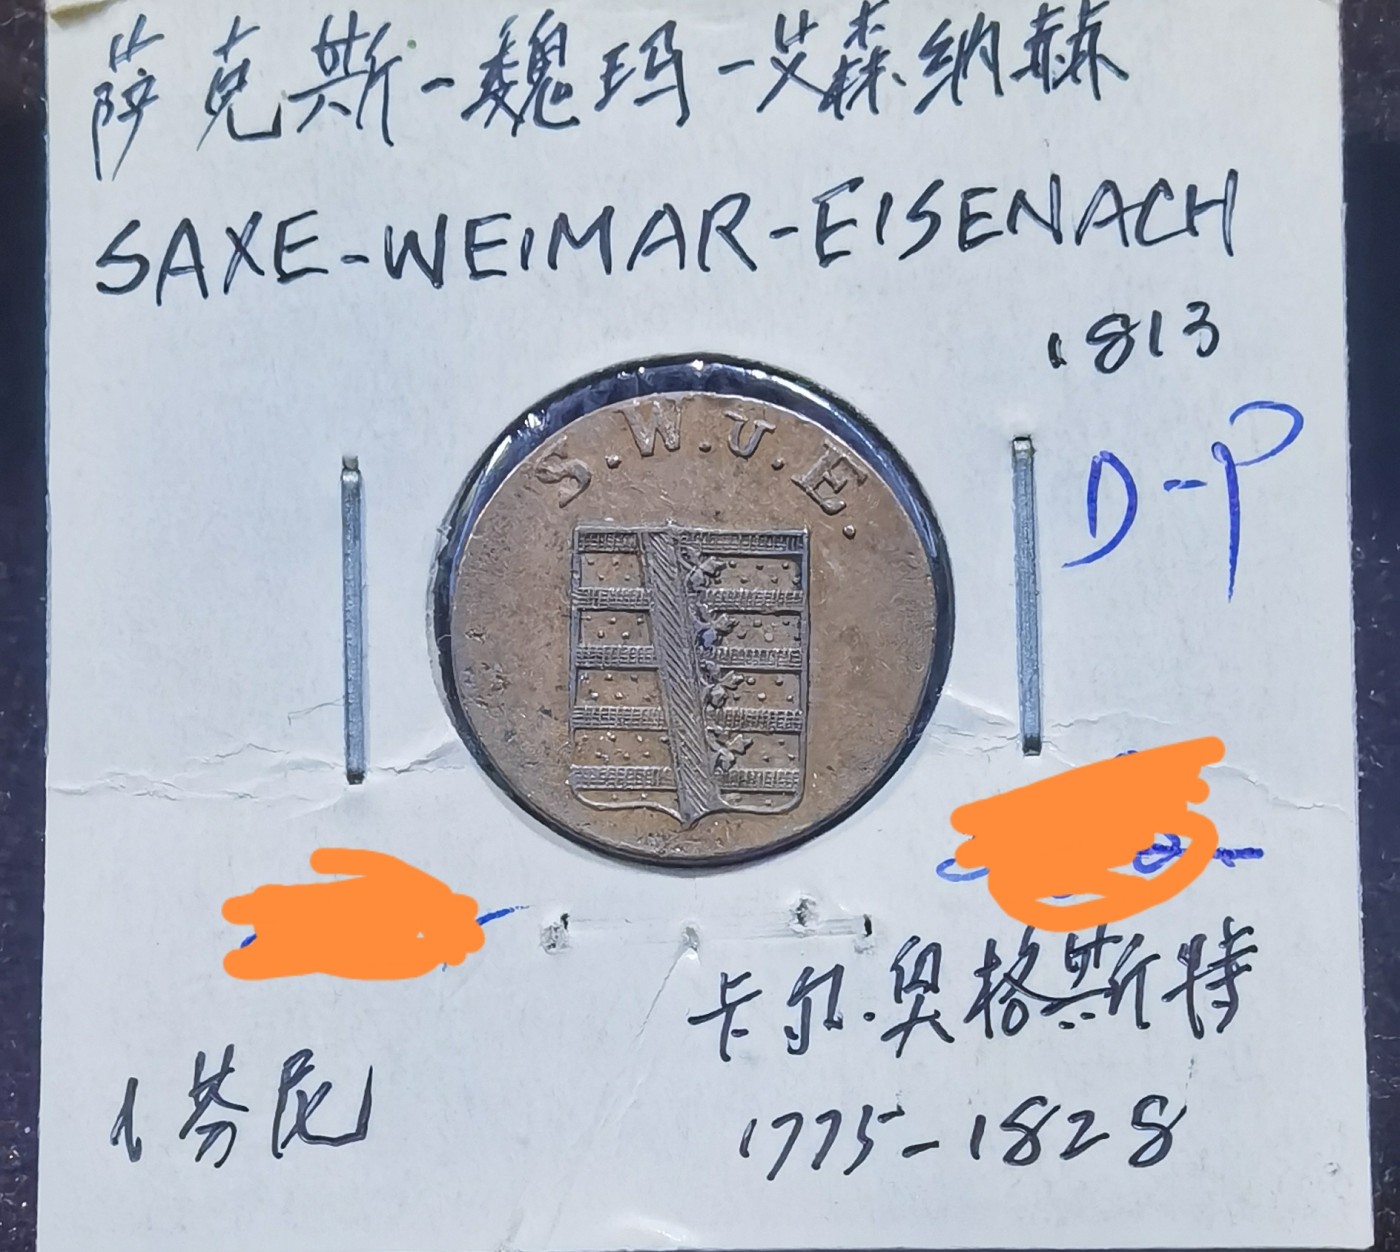 萨克斯-魏玛-艾森纳赫
SAXE-WEIMAR-EISENACH
1813
D-P
S.W.U.E.
卡尔.奥格斯特
1芬尼
1775-1828